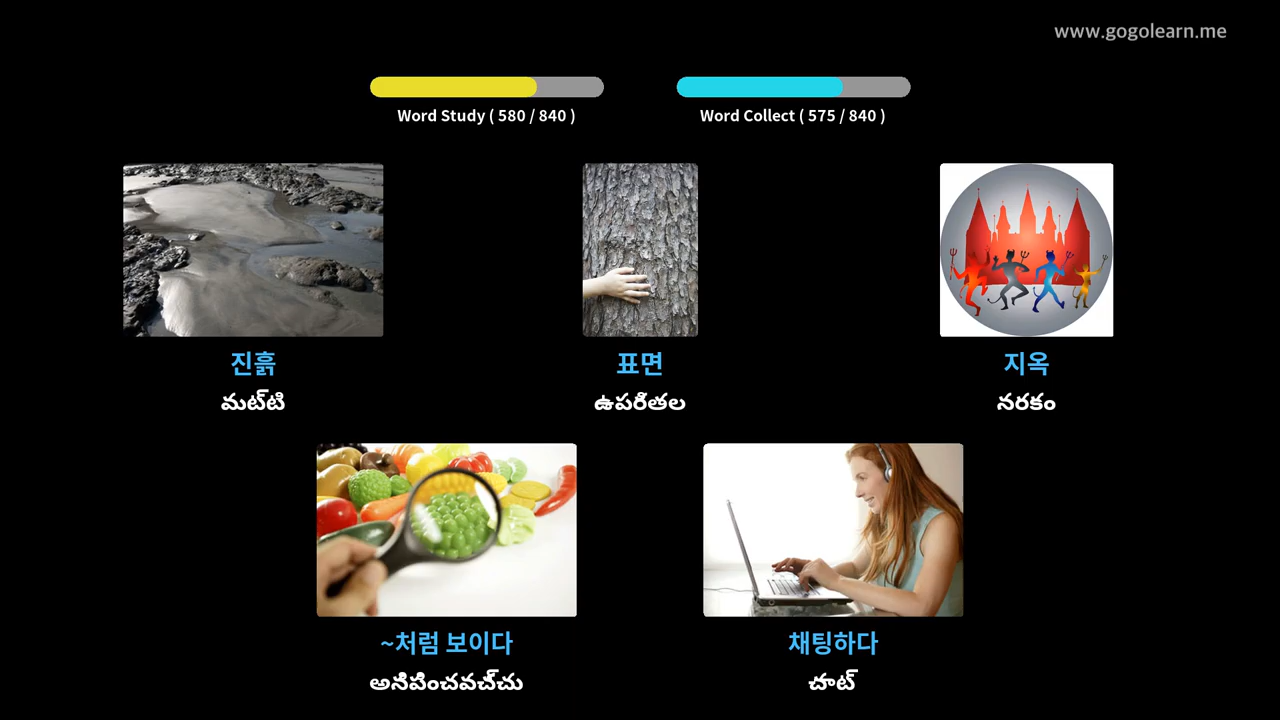 www.gogolearn.me
Word Study ( 580 / 840 )
Word Collect ( 575 / 840 )
진흙
మట్టి
표면
ఉపరితల
지옥
నరకం
~처럼 보이다
అనిపించవచ్చు
채팅하다
చాట్